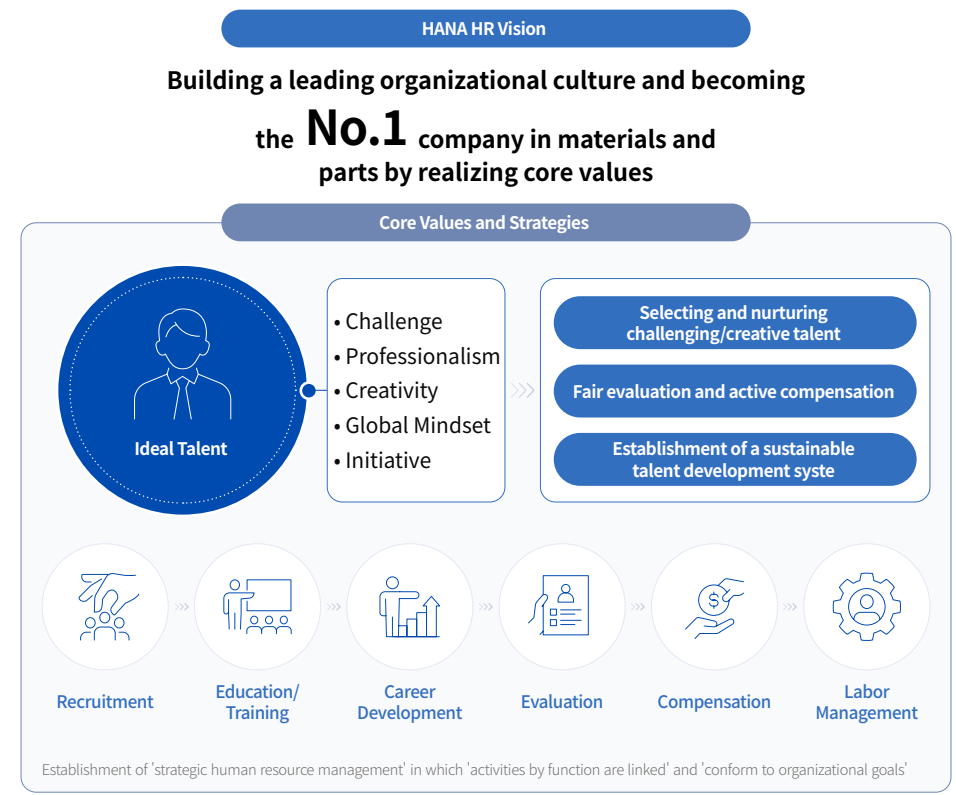 HANA HR Vision
Building a leading organizational culture and becoming
the No.1 company in materials and
parts by realizing core values
Core Values and Strategies
Ideal Talent
• Challenge
• Professionalism
• Creativity
• Global Mindset
• Initiative
Selecting and nurturing
challenging/creative talent
Fair evaluation and active compensation
Establishment of a sustainable
talent development syste
Recruitment
Education/
Training
Career
Development
Evaluation
$
Compensation
Labor
Management
Establishment of 'strategic human resource management' in which 'activities by function are linked' and 'conform to organizational goals'